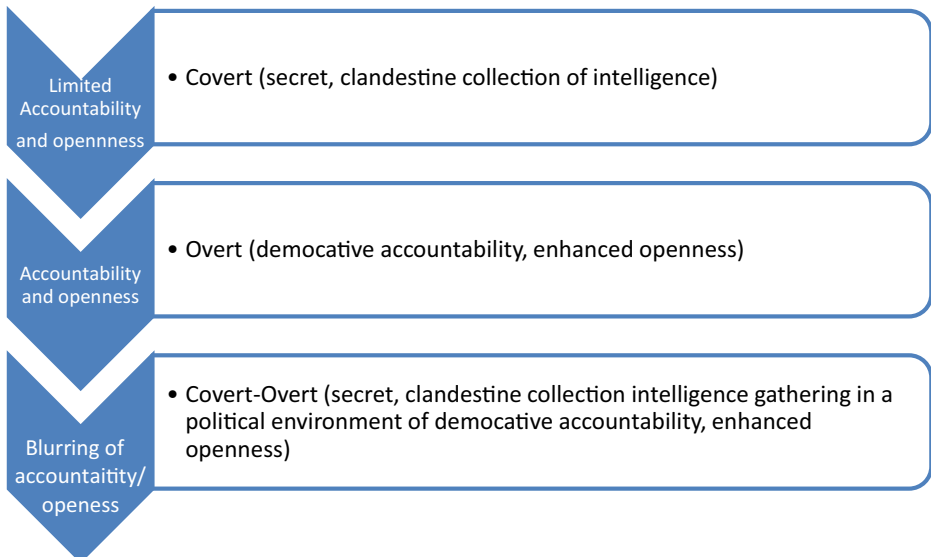 Limited
Accountability
and opennness
• Covert (secret, clandestine collection of intelligence)
Accountability
and openness
• Overt (democative accountability, enhanced openness)
Blurring of
accountaitity/
openess
• Covert-Overt (secret, clandestine collection intelligence gathering in a
political environment of democative accountability, enhanced
openness)